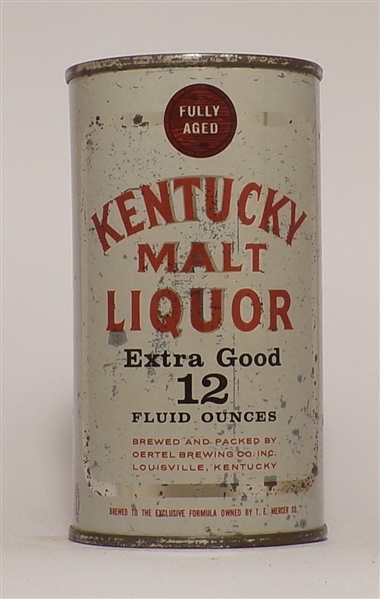 FULLY
AGED
KENTUCKY
MALT
LIQUOR
Extra Good
12
FLUID OUNCES
BREWED AND PACKED BY
OERTEL BREWING CO. INC.
LOUISVILLE, KENTUCKY
BREWED TO THE EXCLUSIVE FORMULA OWNED BY T. E. MERCER CO.